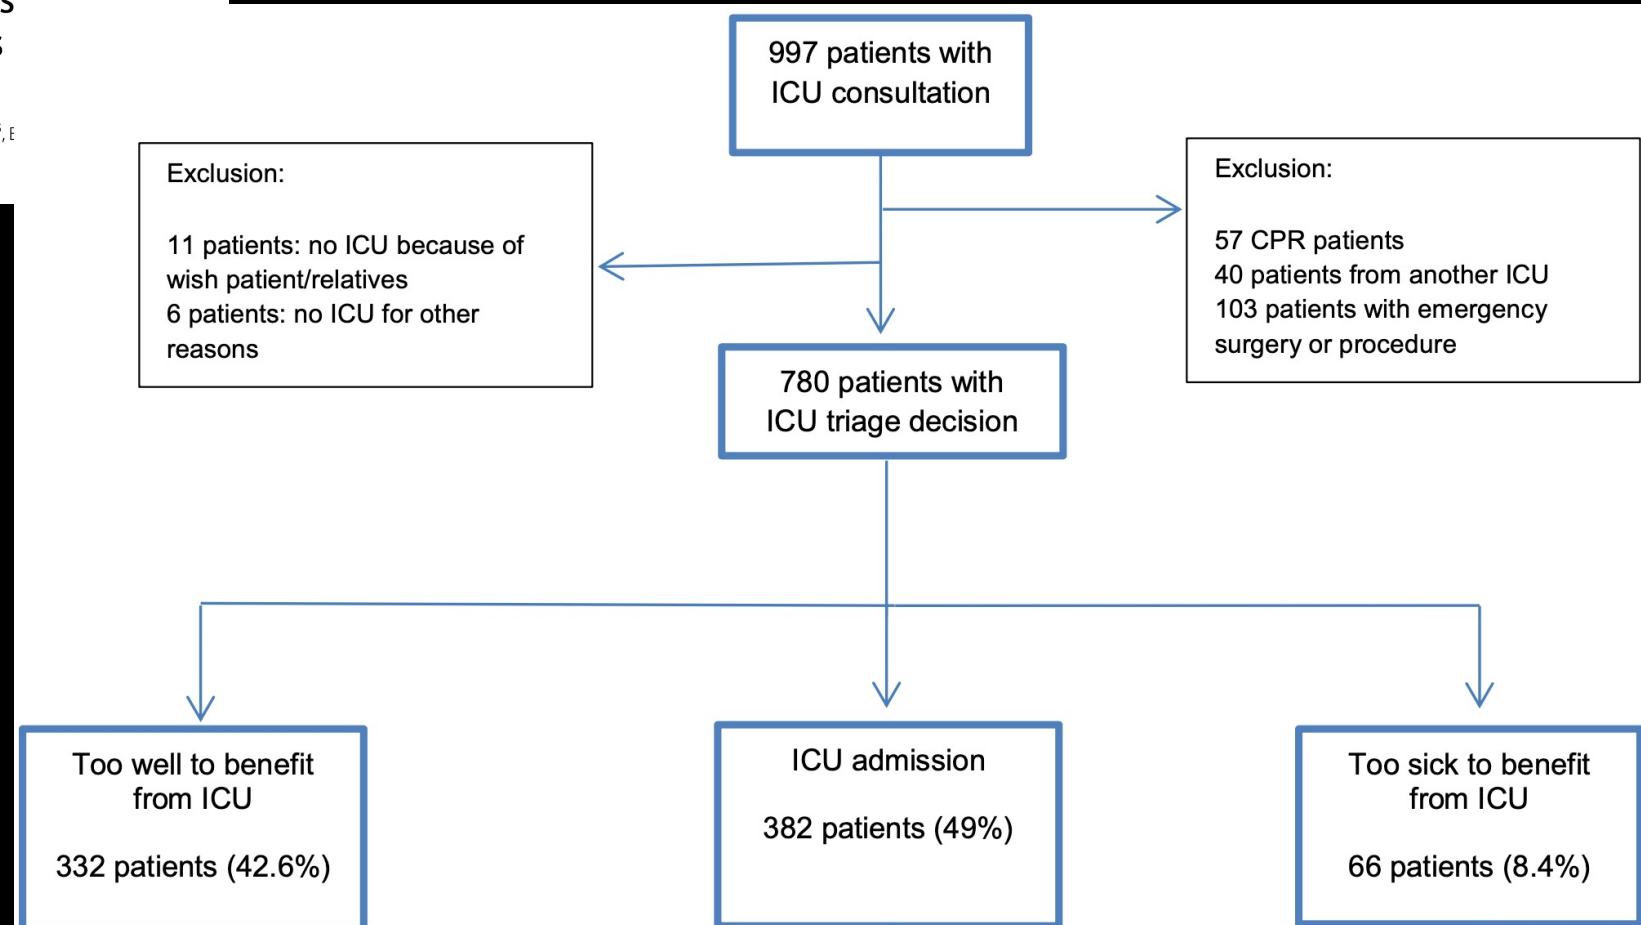 997 patients with
ICU consultation
Exclusion:
11 patients: no ICU because of
wish patient/relatives
6 patients: no ICU for other
reasons
Exclusion:
57 CPR patients
40 patients from another ICU
103 patients with emergency
surgery or procedure
780 patients with
ICU triage decision
Too well to benefit
from ICU
332 patients (42.6%)
ICU admission
382 patients (49%)
Too sick to benefit
from ICU
66 patients (8.4%)